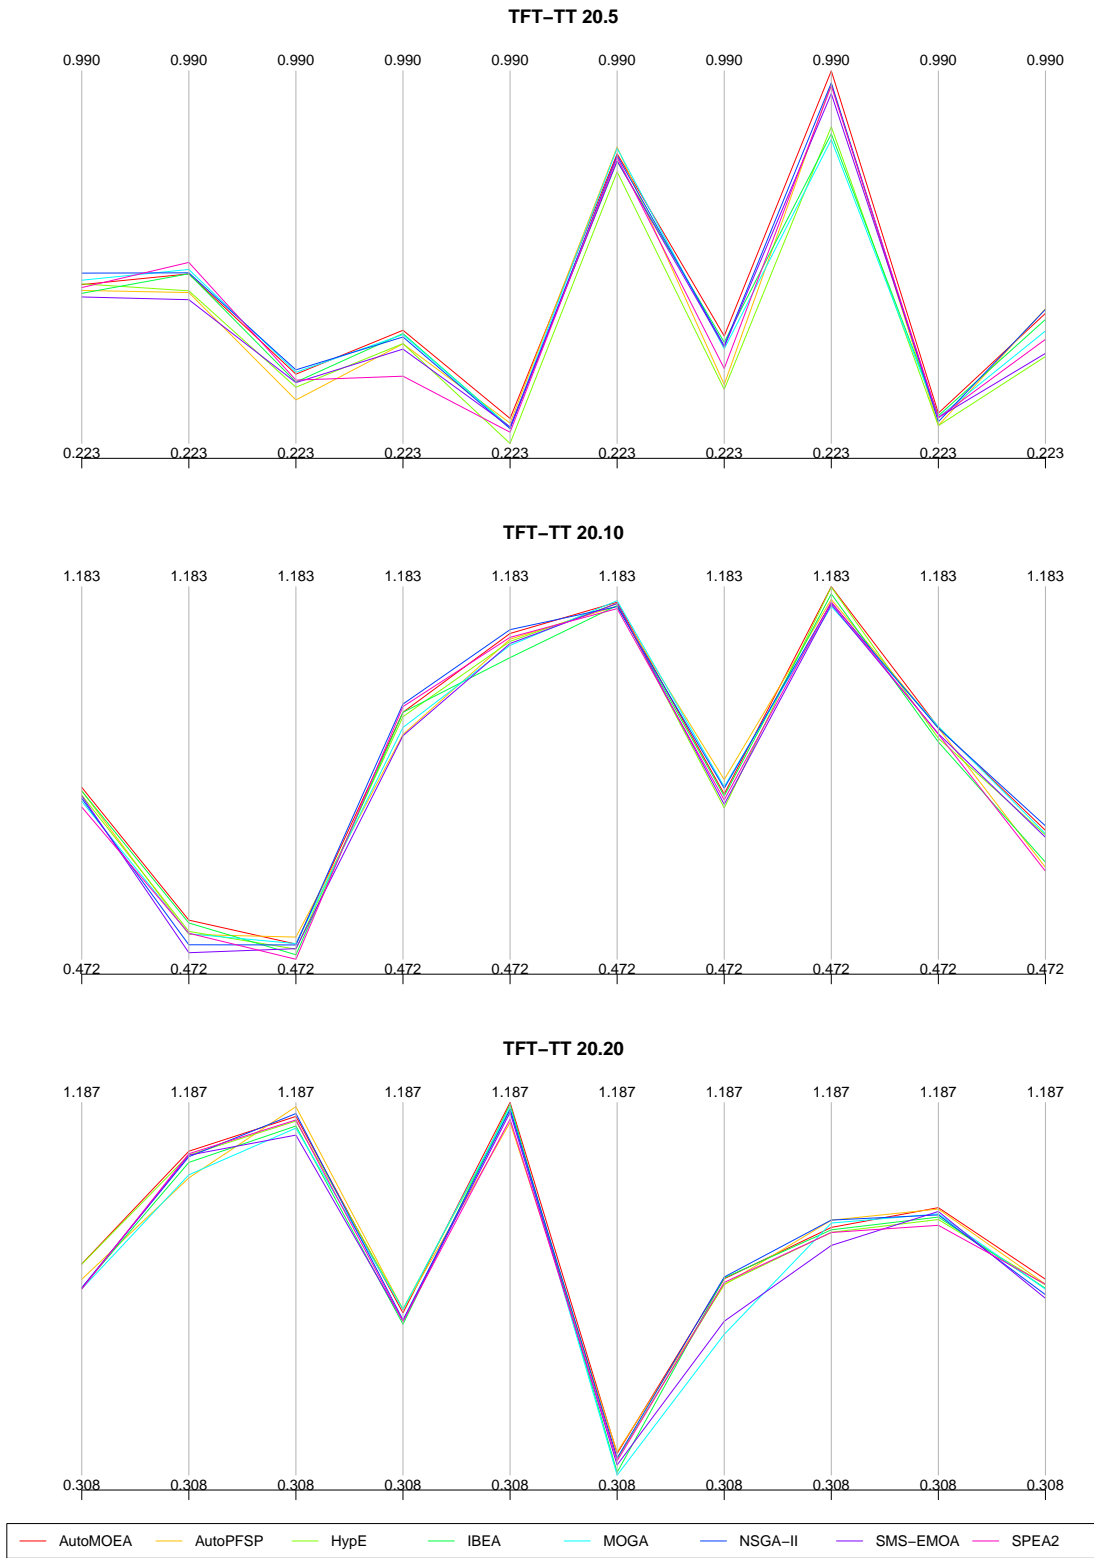 TFT−TT 20.5
0.990 0.990 0.990 0.990 0.990 0.990 0.990 0.990 0.990 0.990
0.223 0.223 0.223 0.223 0.223 0.223 0.223 0.223 0.223 0.223
TFT−TT 20.10
1.183 1.183 1.183 1.183 1.183 1.183 1.183 1.183 1.183 1.183
0.472 0.472 0.472 0.472 0.472 0.472 0.472 0.472 0.472 0.472
TFT−TT 20.20
1.187 1.187 1.187 1.187 1.187 1.187 1.187 1.187 1.187 1.187
0.308 0.308 0.308 0.308 0.308 0.308 0.308 0.308 0.308 0.308
AutoMOEA AutoPFSP HypE IBEA MOGA NSGA−II SMS−EMOA SPEA2